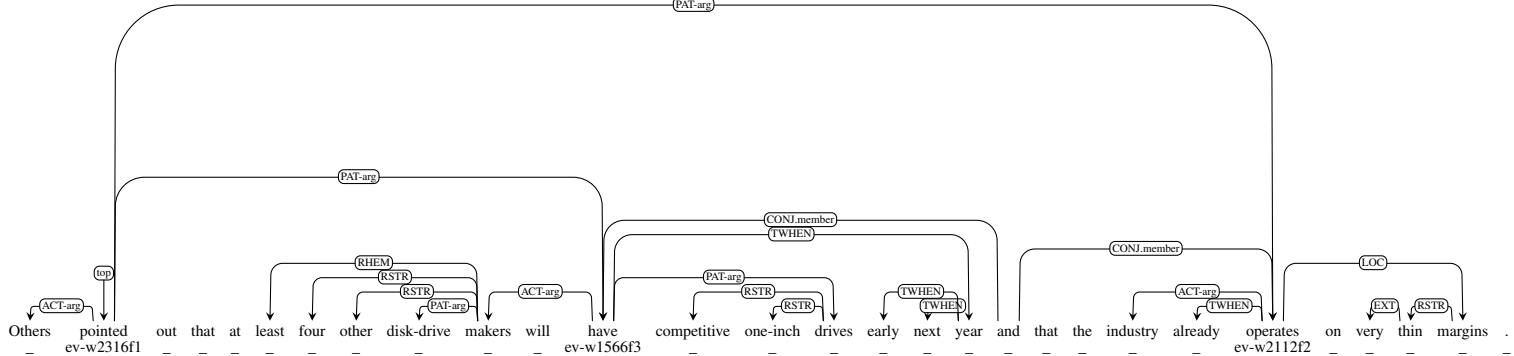 PAT-arg
PAT-arg
CONJ.member
TWHEN
CONJ.member
RHEM LOC
top RSTR PAT-arg
RSTR ACT-arg RSTR TWHEN ACT-arg
ACT-arg PAT-arg RSTR TWHEN TWHEN EXT RSTR
Others pointed out that at least four other disk-drive makers will have competitive one-inch drives early next year and that the industry already operates on very thin margins .
_ ev-w2316f1 _ _ _ _ _ _ _ _ _ ev-w1566f3 _ _ _ _ _ _ _ _ _ _ _ ev-w2112f2 _ _ _ _ _